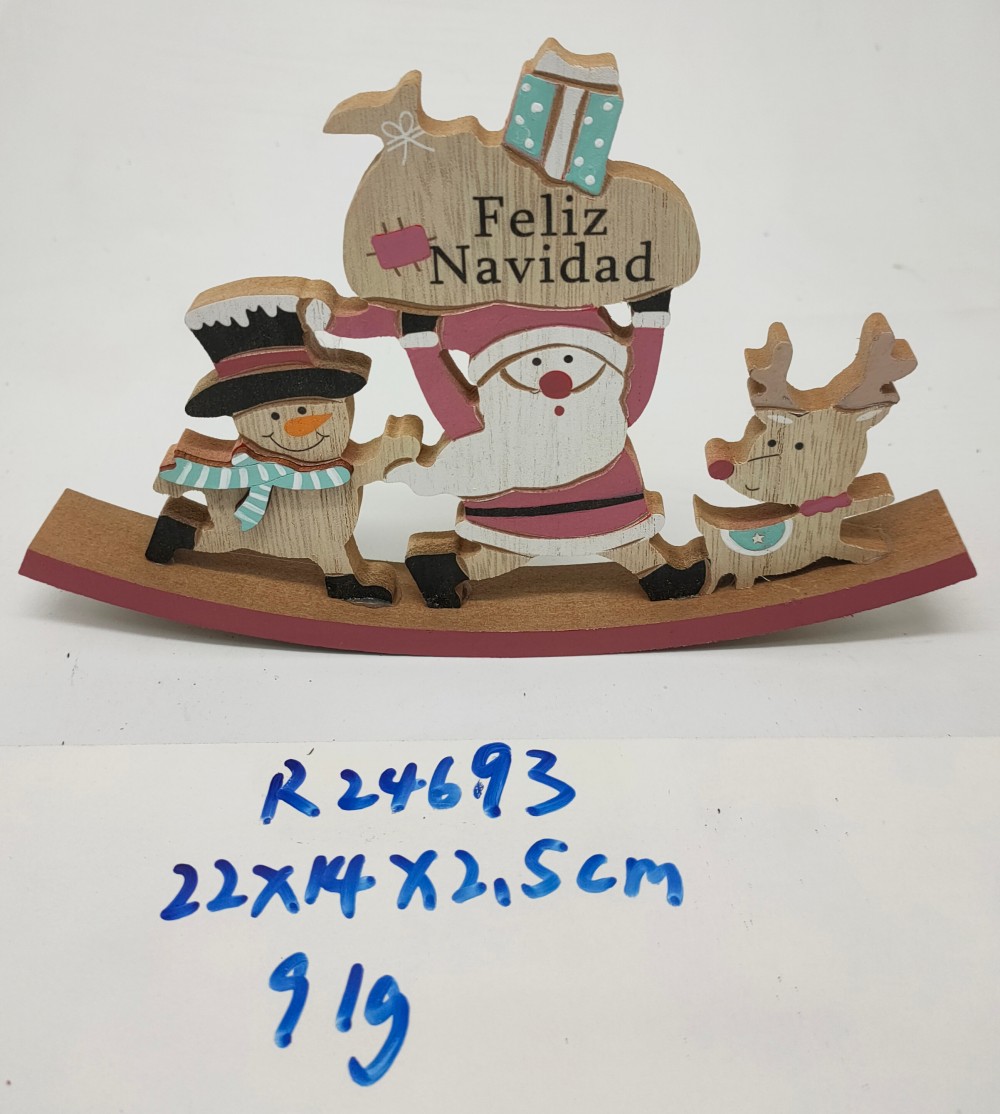 Feliz
Navidad
R24693
22x14x2.5cm
91g